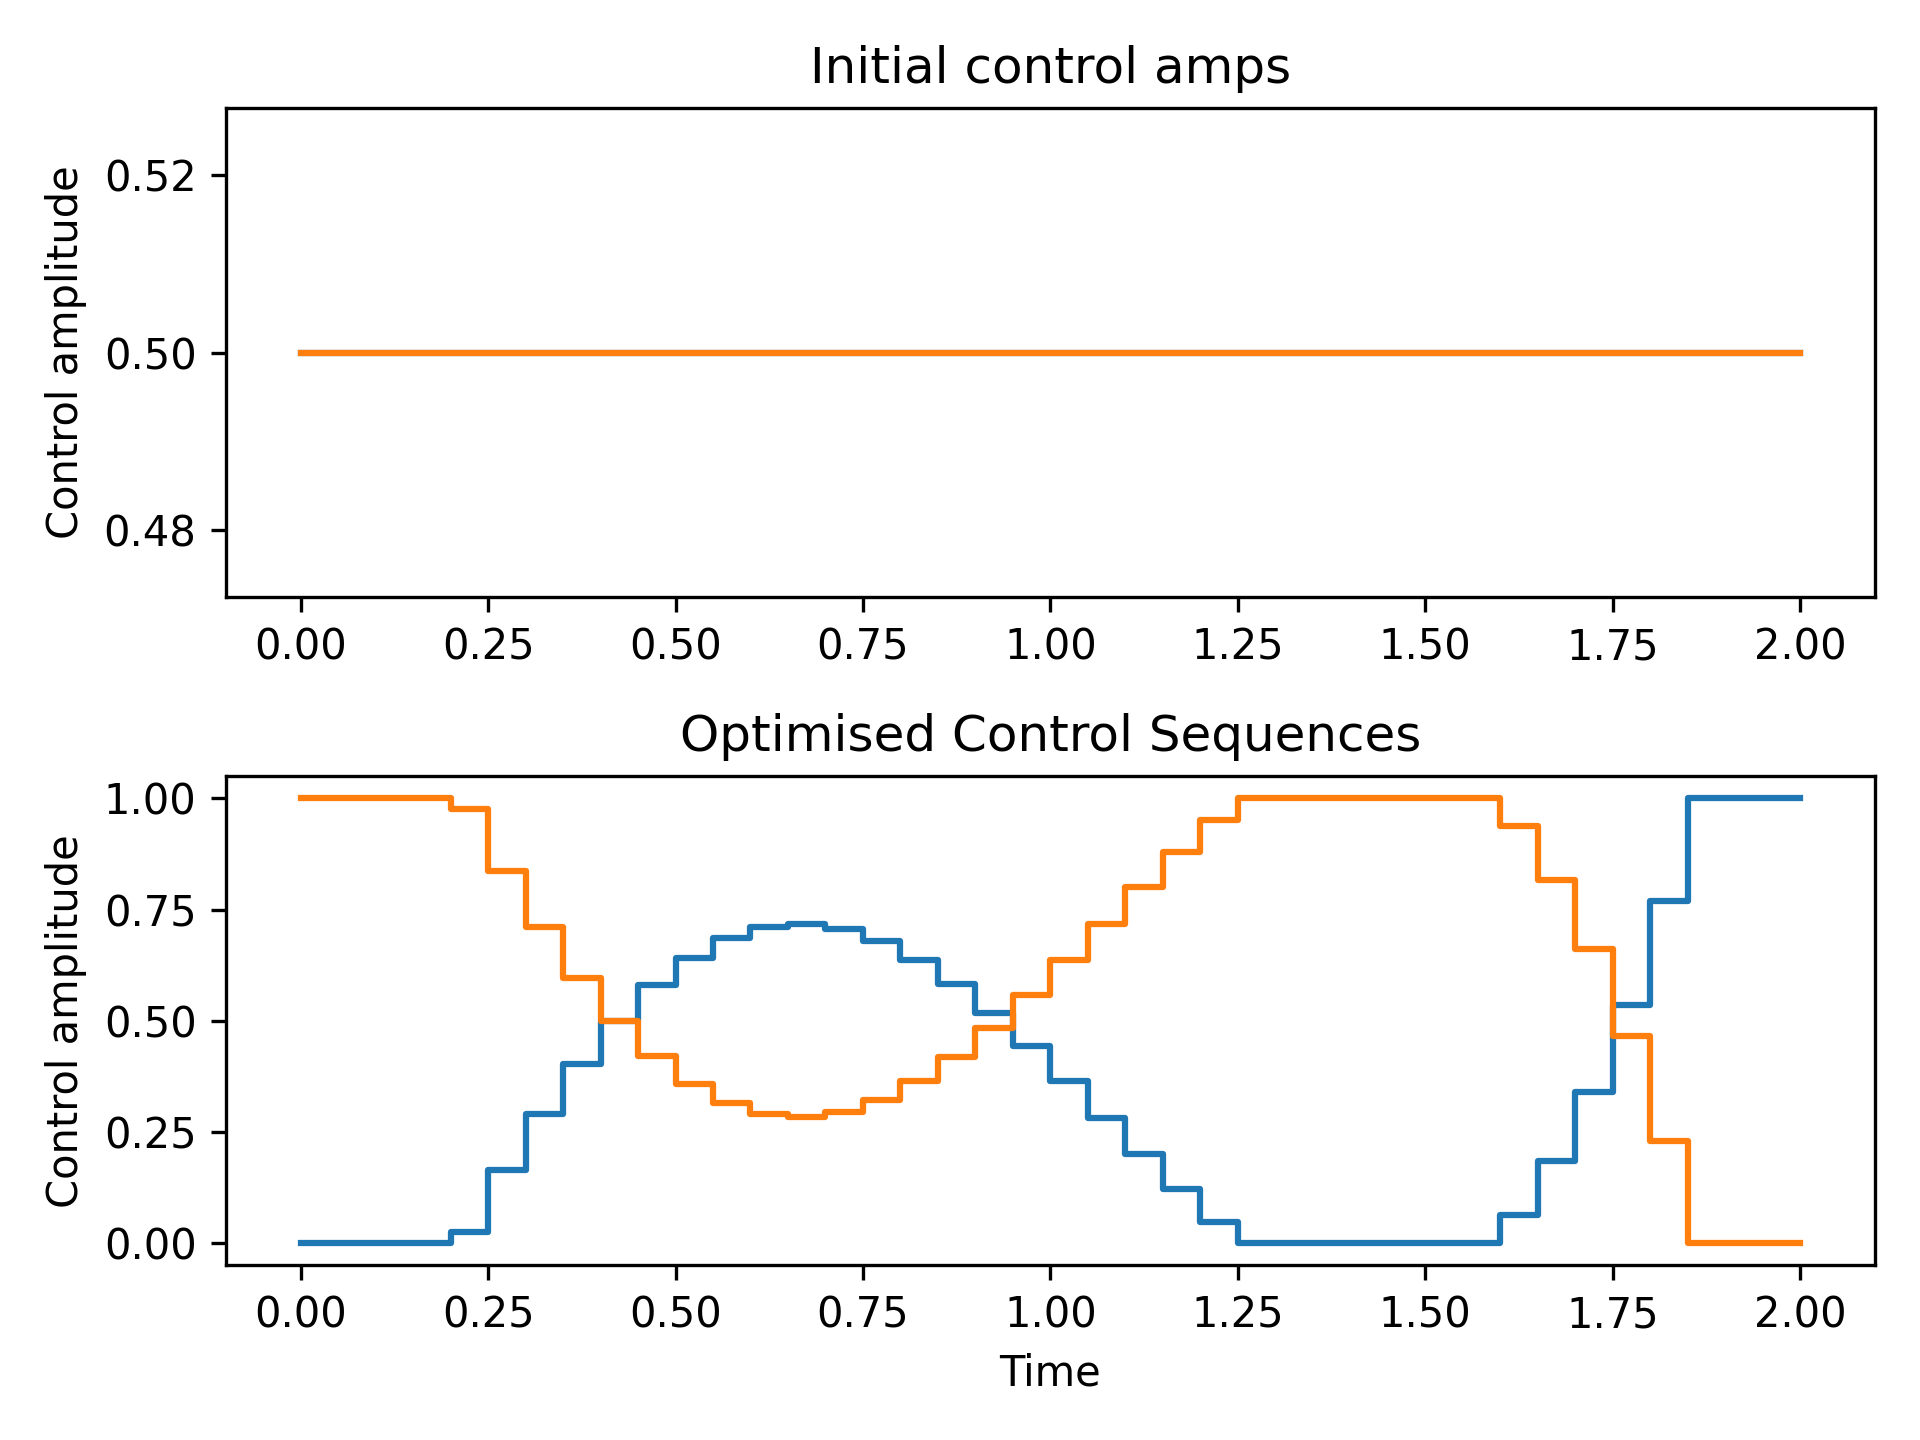 Initial control amps
Control amplitude
0.52
0.50
0.48
0.00 0.25 0.50 0.75 1.00 1.25 1.50 1.75 2.00
Optimised Control Sequences
Control amplitude
1.00
0.75
0.50
0.25
0.00
0.00 0.25 0.50 0.75 1.00 1.25 1.50 1.75 2.00
Time